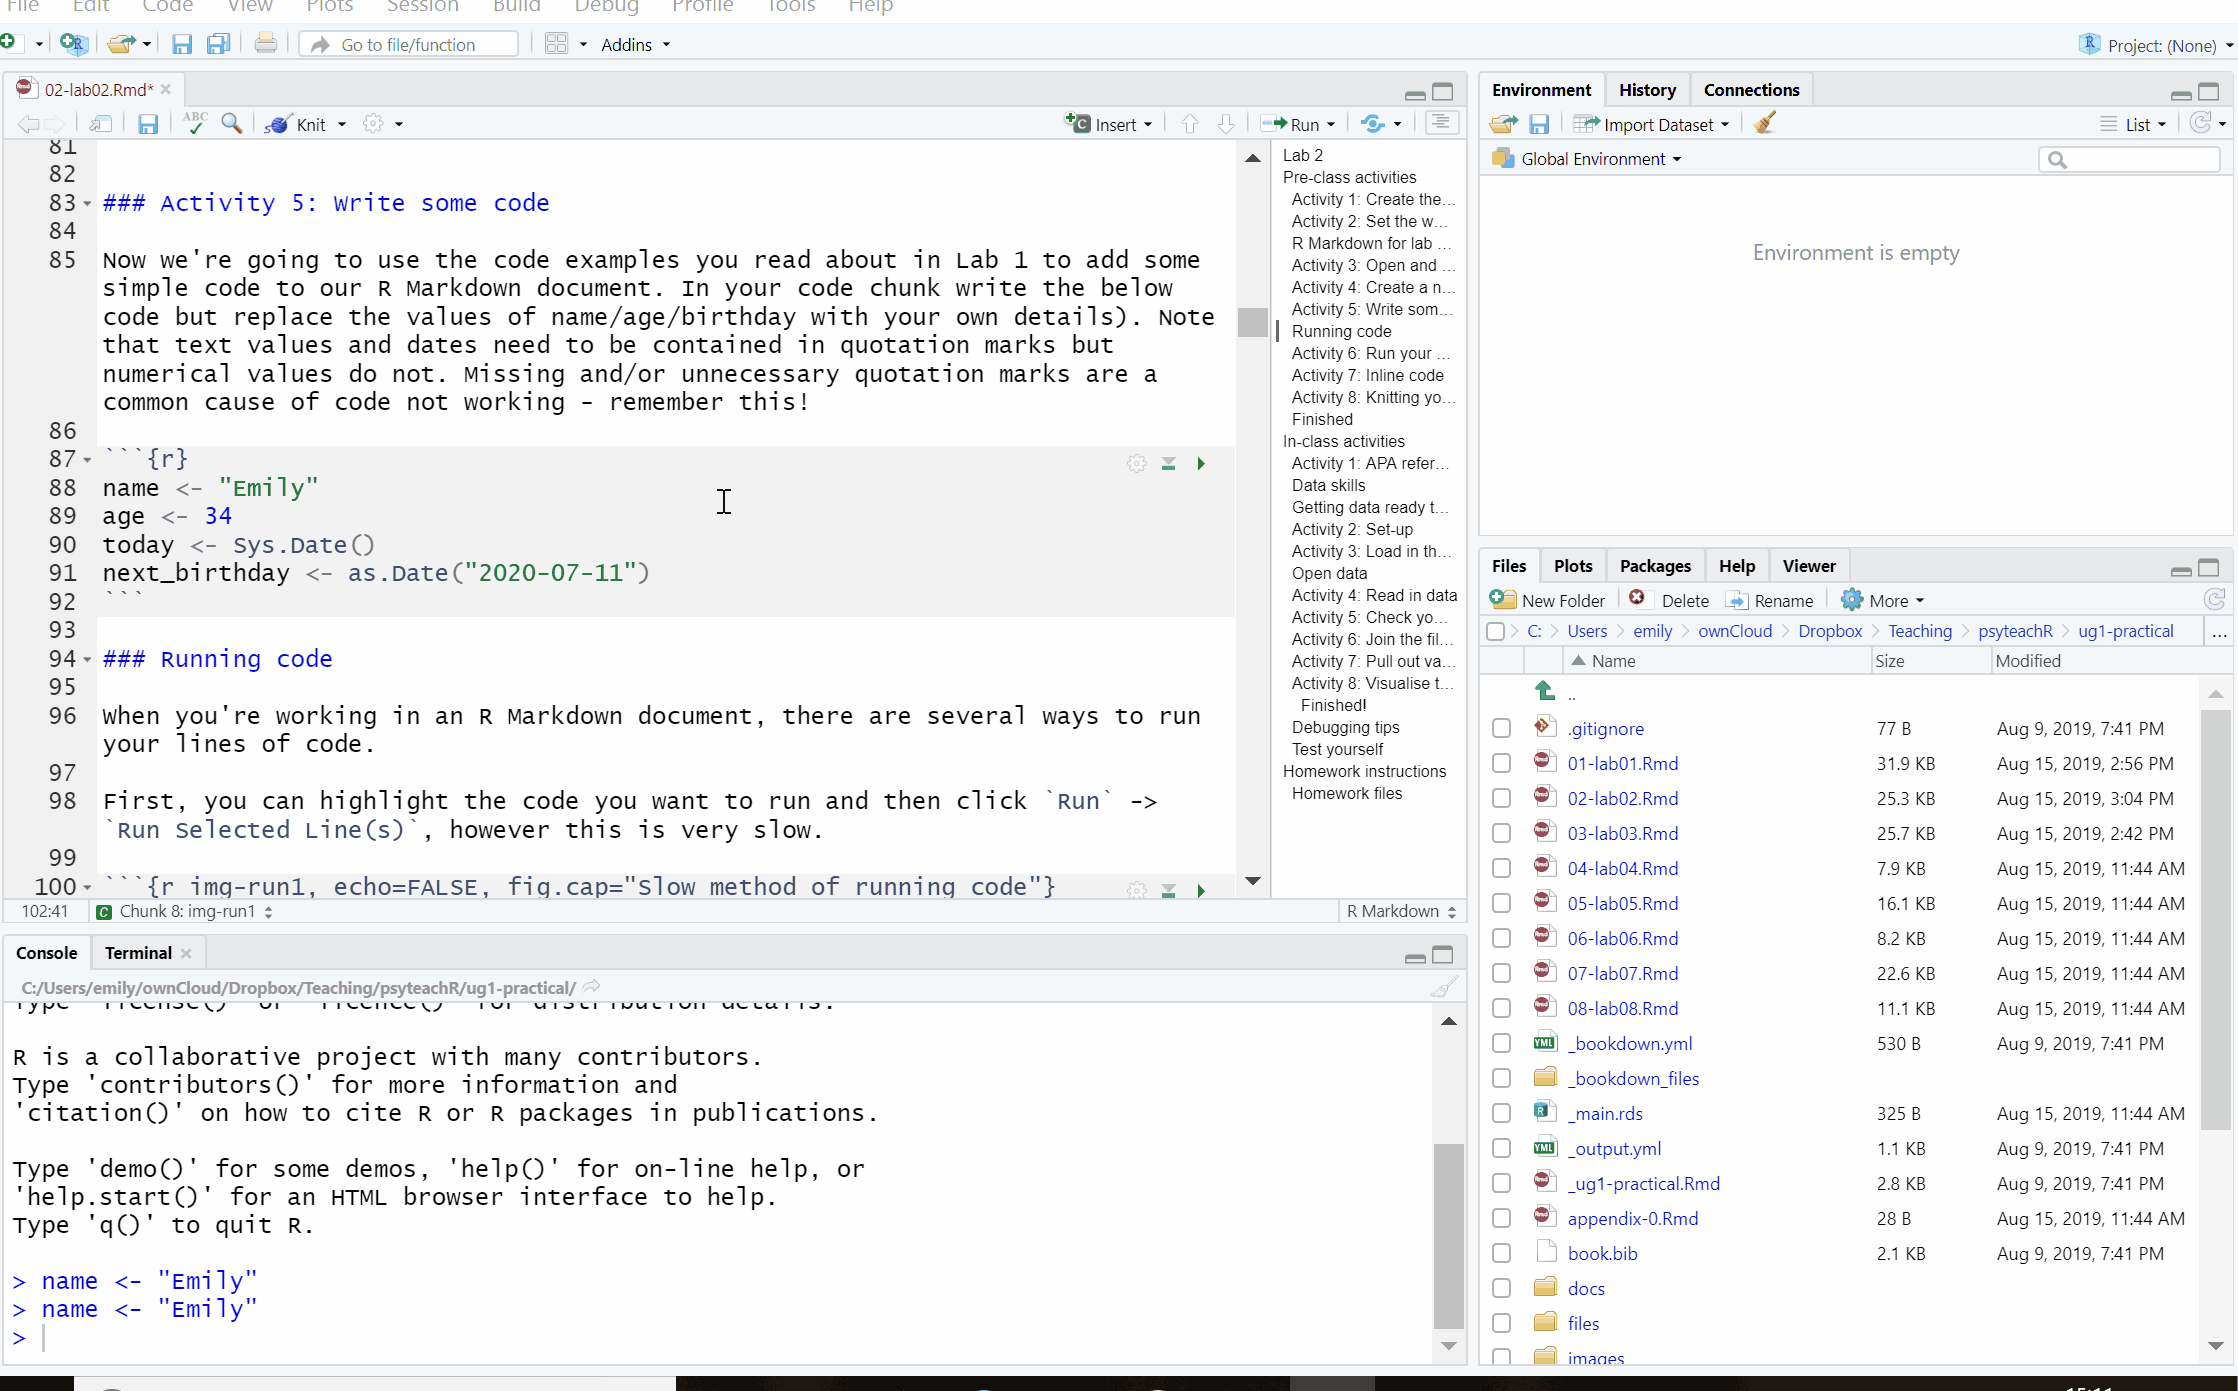 File Edit Code View Plots Session Build Debug Profile Tools Help
Go to file/function Addins Project: (None)
02-lab02.Rmd*
ABC Knit Insert Run
81
82
83 ### Activity 5: Write some code
84
85 Now we're going to use the code examples you read about in Lab 1 to add some
simple code to our R Markdown document. In your code chunk write the below
code but replace the values of name/age/birthday with your own details). Note
that text values and dates need to be contained in quotation marks but
numerical values do not. Missing and/or unnecessary quotation marks are a
common cause of code not working - remember this!
86
87 ```{r}
88 name <- "Emily"
89 age <- 34
90 today <- Sys.Date()
91 next_birthday <- as.Date("2020-07-11")
92 ```
93
94 ### Running code
95
96 When you're working in an R Markdown document, there are several ways to run
your lines of code.
97
98 First, you can highlight the code you want to run and then click `Run` ->
`Run Selected Line(s)`, however this is very slow.
99
100 ```{r img-run1, echo=FALSE, fig.cap="Slow method of running code"}
102:41 Chunk 8: img-run1 R Markdown
Lab 2
Pre-class activities
Activity 1: Create the...
Activity 2: Set the w...
R Markdown for lab ...
Activity 3: Open and ...
Activity 4: Create a n...
Activity 5: Write som...
Running code
Activity 6: Run your ...
Activity 7: Inline code
Activity 8: Knitting yo...
Finished
In-class activities
Activity 1: APA refer...
Data skills
Getting data ready t...
Activity 2: Set-up
Activity 3: Load in th...
Open data
Activity 4: Read in data
Activity 5: Check yo...
Activity 6: Join the fil...
Activity 7: Pull out va...
Activity 8: Visualise t...
Finished!
Debugging tips
Test yourself
Homework instructions
Homework files
Console Terminal
C:/Users/emily/ownCloud/Dropbox/Teaching/psyteachR/ug1-practical/
Type 'license()' or 'licence()' for distribution details.
R is a collaborative project with many contributors.
Type 'contributors()' for more information and
'citation()' on how to cite R or R packages in publications.
Type 'demo()' for some demos, 'help()' for on-line help, or
'help.start()' for an HTML browser interface to help.
Type 'q()' to quit R.
> name <- "Emily"
> name <- "Emily"
>
Environment History Connections
Import Dataset List
Global Environment
Environment is empty
Files Plots Packages Help Viewer
New Folder Delete Rename More
C: Users emily ownCloud Dropbox Teaching psyteachR ug1-practical ...
Name Size Modified
..
.gitignore 77 B Aug 9, 2019, 7:41 PM
01-lab01.Rmd 31.9 KB Aug 15, 2019, 2:56 PM
02-lab02.Rmd 25.3 KB Aug 15, 2019, 3:04 PM
03-lab03.Rmd 25.7 KB Aug 15, 2019, 2:42 PM
04-lab04.Rmd 7.9 KB Aug 15, 2019, 11:44 AM
05-lab05.Rmd 16.1 KB Aug 15, 2019, 11:44 AM
06-lab06.Rmd 8.2 KB Aug 15, 2019, 11:44 AM
07-lab07.Rmd 22.6 KB Aug 15, 2019, 11:44 AM
08-lab08.Rmd 11.1 KB Aug 15, 2019, 11:44 AM
_bookdown.yml 530 B Aug 9, 2019, 7:41 PM
_bookdown_files
_main.rds 325 B Aug 15, 2019, 11:44 AM
_output.yml 1.1 KB Aug 9, 2019, 7:41 PM
_ug1-practical.Rmd 2.8 KB Aug 9, 2019, 7:41 PM
appendix-0.Rmd 28 B Aug 15, 2019, 11:44 AM
book.bib 2.1 KB Aug 9, 2019, 7:41 PM
docs
files
images